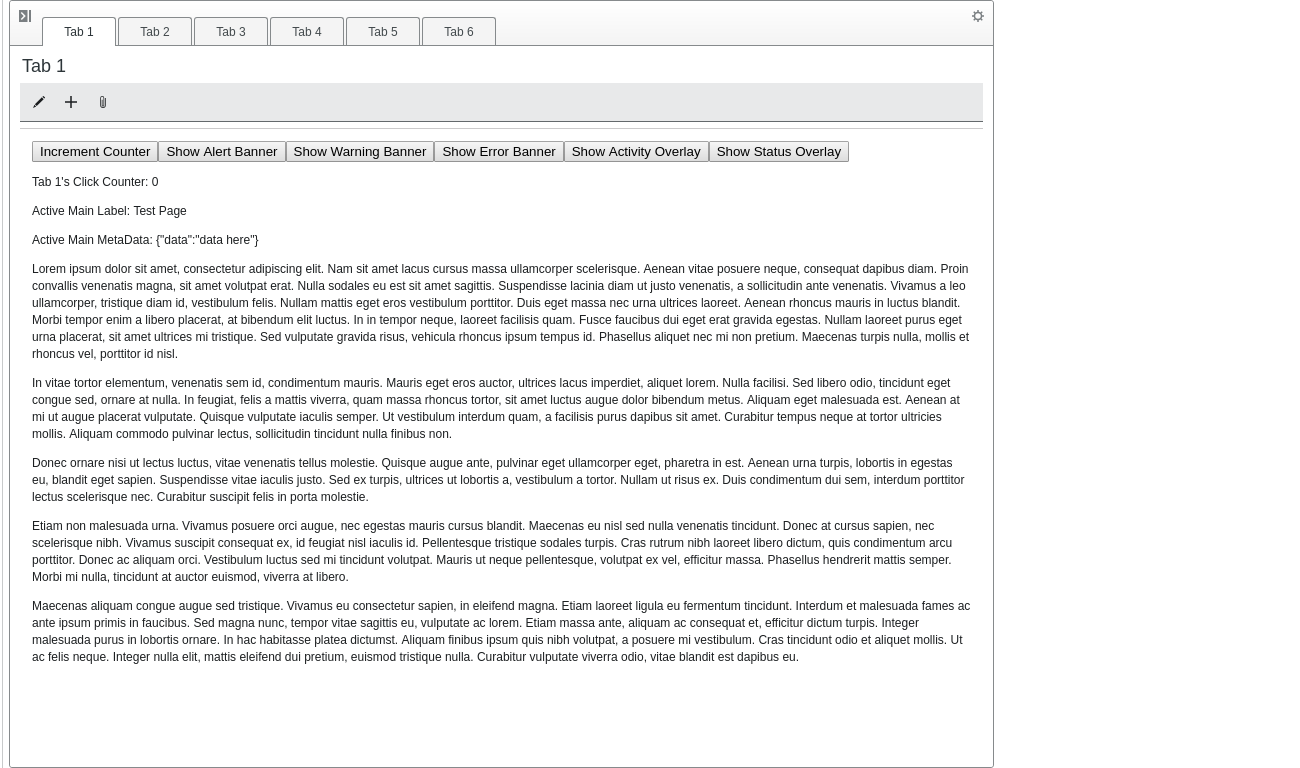 Tab 1
Tab 2
Tab 3
Tab 4
Tab 5
Tab 6
Tab 1
Increment Counter
Show Alert Banner
Show Warning Banner
Show Error Banner
Show Activity Overlay
Show Status Overlay
Tab 1's Click Counter: 0
Active Main Label: Test Page
Active Main MetaData: {"data":"data here"}
Lorem ipsum dolor sit amet, consectetur adipiscing elit. Nam sit amet lacus cursus massa ullamcorper scelerisque. Aenean vitae posuere neque, consequat dapibus diam. Proin
convallis venenatis magna, sit amet volutpat erat. Nulla sodales eu est sit amet sagittis. Suspendisse lacinia diam ut justo venenatis, a sollicitudin ante venenatis. Vivamus a leo
ullamcorper, tristique diam id, vestibulum felis. Nullam mattis eget eros vestibulum porttitor. Duis eget massa nec urna ultrices laoreet. Aenean rhoncus mauris in luctus blandit.
Morbi tempor enim a libero placerat, at bibendum elit luctus. In in tempor neque, laoreet facilisis quam. Fusce faucibus dui eget erat gravida egestas. Nullam laoreet purus eget
urna placerat, sit amet ultrices mi tristique. Sed vulputate gravida risus, vehicula rhoncus ipsum tempus id. Phasellus aliquet nec mi non pretium. Maecenas turpis nulla, mollis et
rhoncus vel, porttitor id nisl.
In vitae tortor elementum, venenatis sem id, condimentum mauris. Mauris eget eros auctor, ultrices lacus imperdiet, aliquet lorem. Nulla facilisi. Sed libero odio, tincidunt eget
congue sed, ornare at nulla. In feugiat, felis a mattis viverra, quam massa rhoncus tortor, sit amet luctus augue dolor bibendum metus. Aliquam eget malesuada est. Aenean at
mi ut augue placerat vulputate. Quisque vulputate iaculis semper. Ut vestibulum interdum quam, a facilisis purus dapibus sit amet. Curabitur tempus neque at tortor ultricies
mollis. Aliquam commodo pulvinar lectus, sollicitudin tincidunt nulla finibus non.
Donec ornare nisi ut lectus luctus, vitae venenatis tellus molestie. Quisque augue ante, pulvinar eget ullamcorper eget, pharetra in est. Aenean urna turpis, lobortis in egestas
eu, blandit eget sapien. Suspendisse vitae iaculis justo. Sed ex turpis, ultrices ut lobortis a, vestibulum a tortor. Nullam ut risus ex. Duis condimentum dui sem, interdum porttitor
lectus scelerisque nec. Curabitur suscipit felis in porta molestie.
Etiam non malesuada urna. Vivamus posuere orci augue, nec egestas mauris cursus blandit. Maecenas eu nisl sed nulla venenatis tincidunt. Donec at cursus sapien, nec
scelerisque nibh. Vivamus suscipit consequat ex, id feugiat nisl iaculis id. Pellentesque tristique sodales turpis. Cras rutrum nibh laoreet libero dictum, quis condimentum arcu
porttitor. Donec ac aliquam orci. Vestibulum luctus sed mi tincidunt volutpat. Mauris ut neque pellentesque, volutpat ex vel, efficitur massa. Phasellus hendrerit mattis semper.
Morbi mi nulla, tincidunt at auctor euismod, viverra at libero.
Maecenas aliquam congue augue sed tristique. Vivamus eu consectetur sapien, in eleifend magna. Etiam laoreet ligula eu fermentum tincidunt. Interdum et malesuada fames ac
ante ipsum primis in faucibus. Sed magna nunc, tempor vitae sagittis eu, vulputate ac lorem. Etiam massa ante, aliquam ac consequat et, efficitur dictum turpis. Integer
malesuada purus in lobortis ornare. In hac habitasse platea dictumst. Aliquam finibus ipsum quis nibh volutpat, a posuere mi vestibulum. Cras tincidunt odio et aliquet mollis. Ut
ac felis neque. Integer nulla elit, mattis eleifend dui pretium, euismod tristique nulla. Curabitur vulputate viverra odio, vitae blandit est dapibus eu.